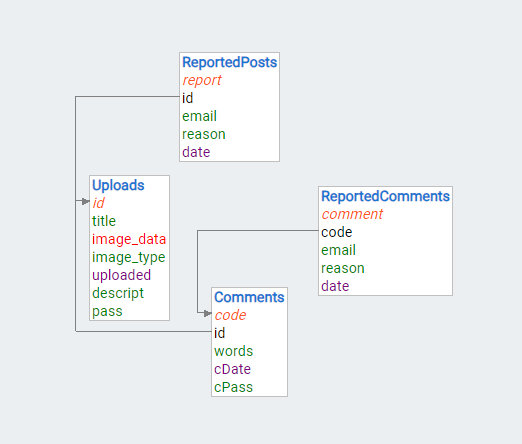 ReportedPosts
report
id
email
reason
date
Uploads
id
title
image_data
image_type
uploaded
descript
pass
ReportedComments
comment
code
email
reason
date
Comments
code
id
words
cDate
cPass